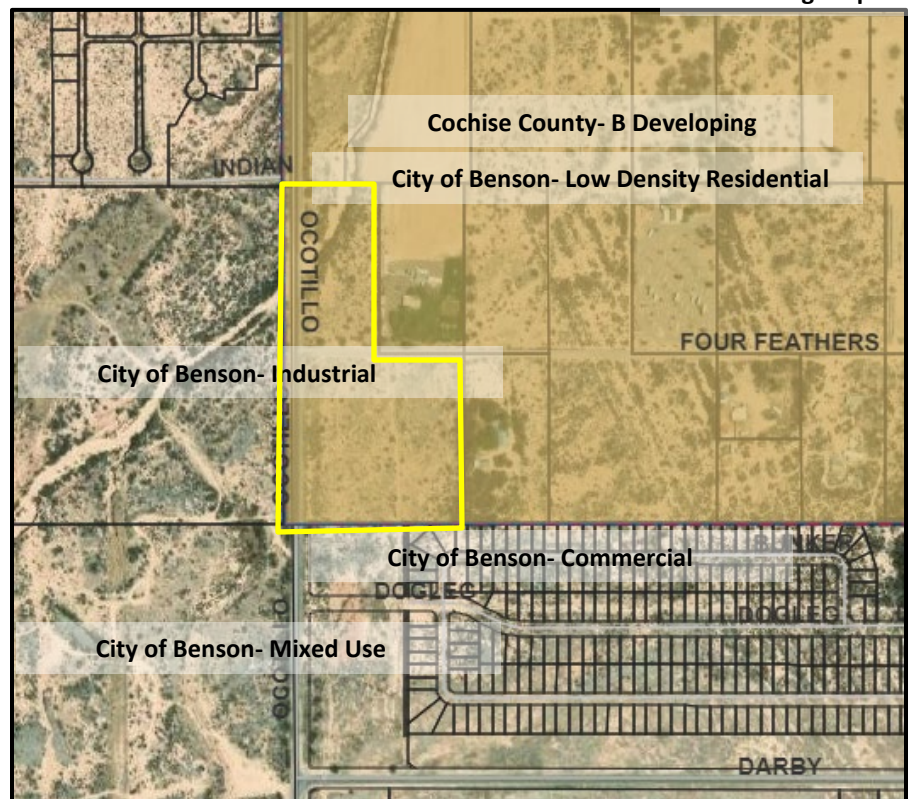 Cochise County- B Developing
INDIAN
City of Benson- Low Density Residential
OCOTILLO
FOUR FEATHERS
City of Benson- Industrial
City of Benson- Commercial
DOGLEG
DOGLEG
City of Benson- Mixed Use
OCOTILLO
DARBY